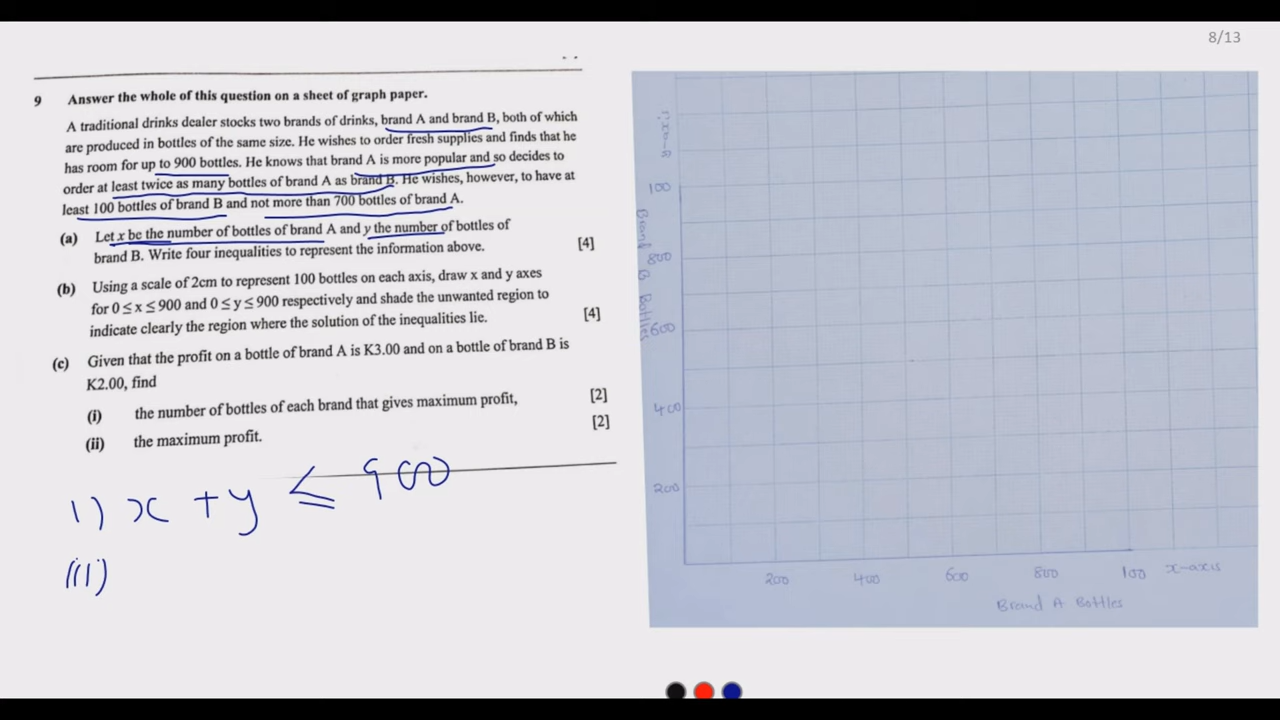 8/13
9 Answer the whole of this question on a sheet of graph paper.
A traditional drinks dealer stocks two brands of drinks, brand A and brand B, both of which
are produced in bottles of the same size. He wishes to order fresh supplies and finds that he
has room for up to 900 bottles. He knows that brand A is more popular and so decides to
order at least twice as many bottles of brand A as brand B. He wishes, however, to have at
least 100 bottles of brand B and not more than 700 bottles of brand A.
(a) Let x be the number of bottles of brand A and y the number of bottles of
brand B. Write four inequalities to represent the information above. [4]
(b) Using a scale of 2cm to represent 100 bottles on each axis, draw x and y axes
for 0 ≤ x ≤ 900 and 0 ≤ y ≤ 900 respectively and shade the unwanted region to
indicate clearly the region where the solution of the inequalities lie. [4]
(c) Given that the profit on a bottle of brand A is K3.00 and on a bottle of brand B is
K2.00, find
(i) the number of bottles of each brand that gives maximum profit, [2]
(ii) the maximum profit. [2]
1) x + y ≤ 900
(ii)
100
800
600
400
200
Brand B Bottles
200 400 600 800 100 x-axis
Brand A Bottles